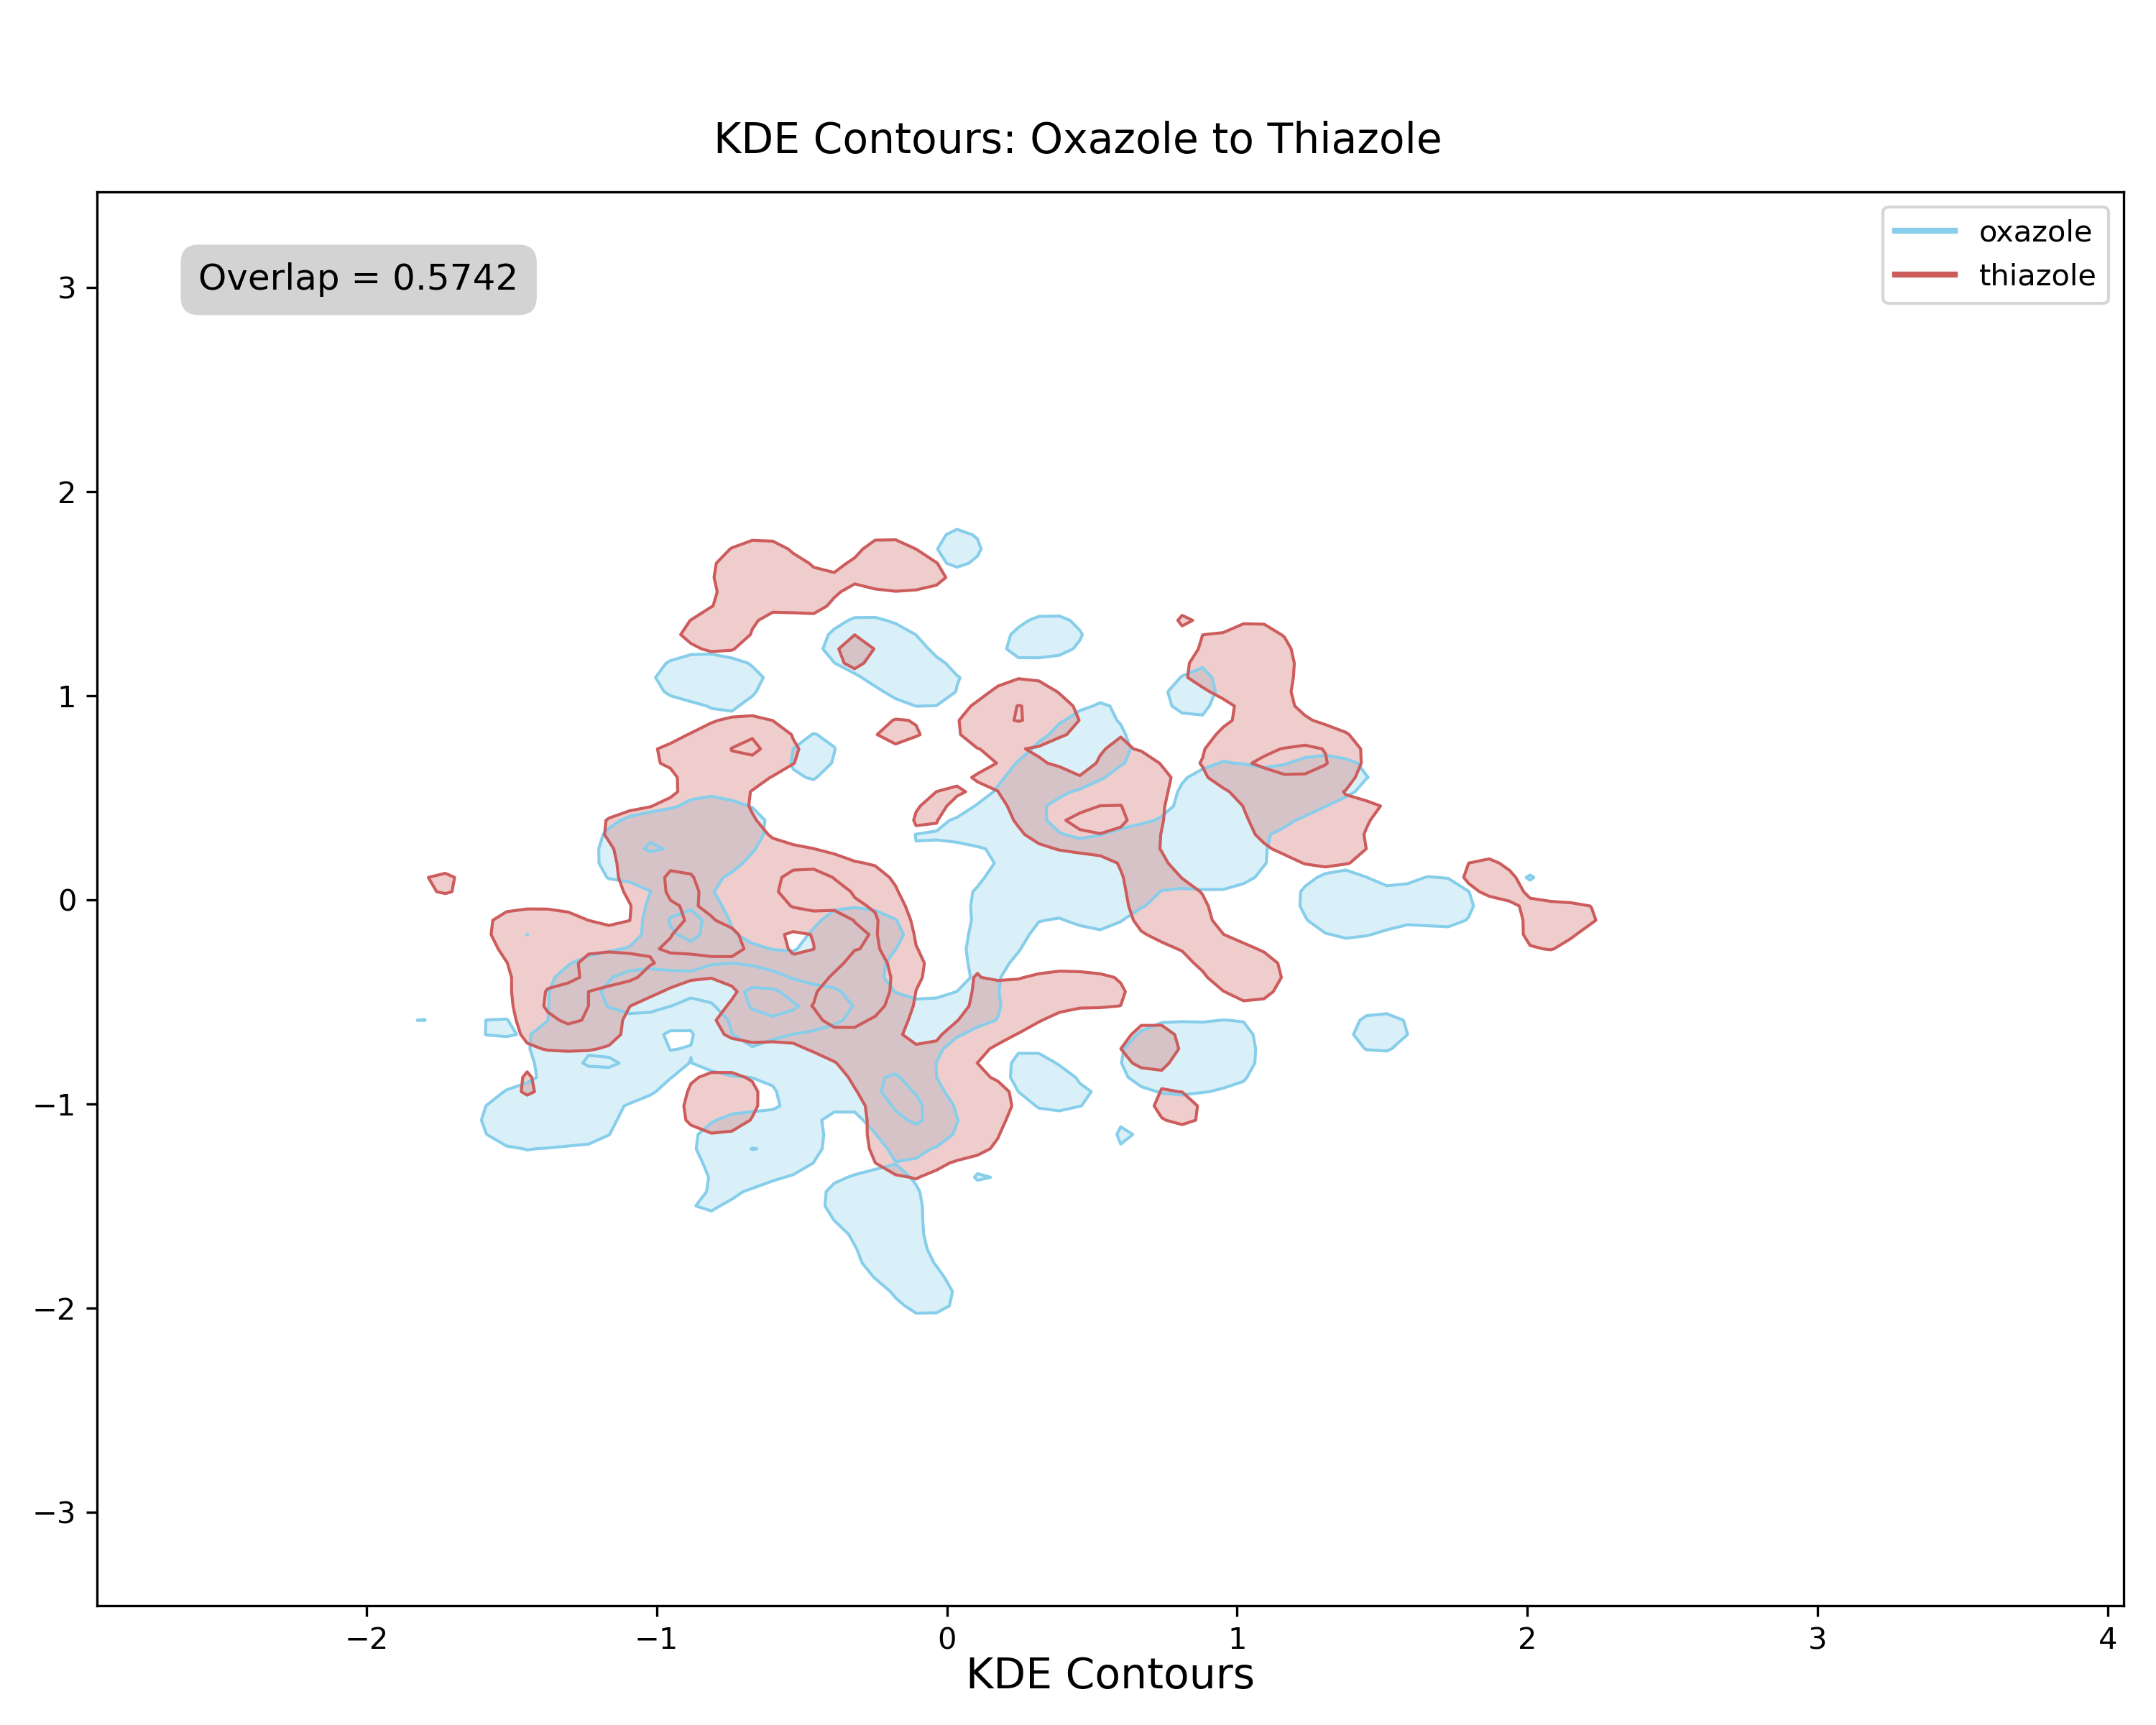 KDE Contours: Oxazole to Thiazole
Overlap = 0.5742
oxazole
thiazole
3
2
1
0
−1
−2
−3
−2 −1 0 1 2 3 4
KDE Contours